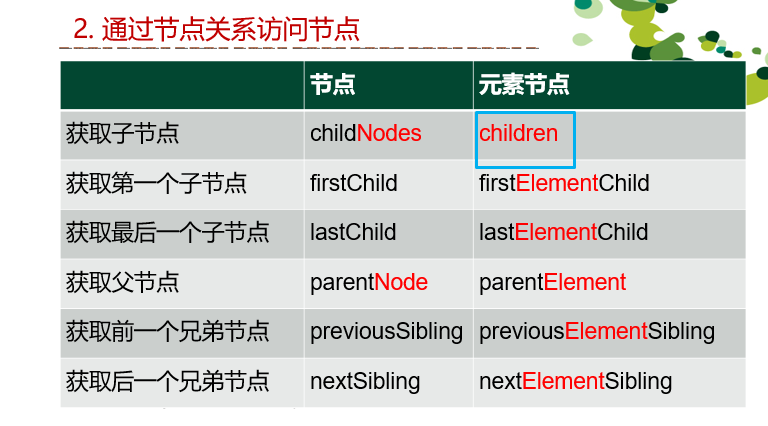 2. 通过节点关系访问节点
节点 元素节点
获取子节点 childNodes children
获取第一个子节点 firstChild firstElementChild
获取最后一个子节点 lastChild lastElementChild
获取父节点 parentNode parentElement
获取前一个兄弟节点 previousSibling previousElementSibling
获取后一个兄弟节点 nextSibling nextElementSibling